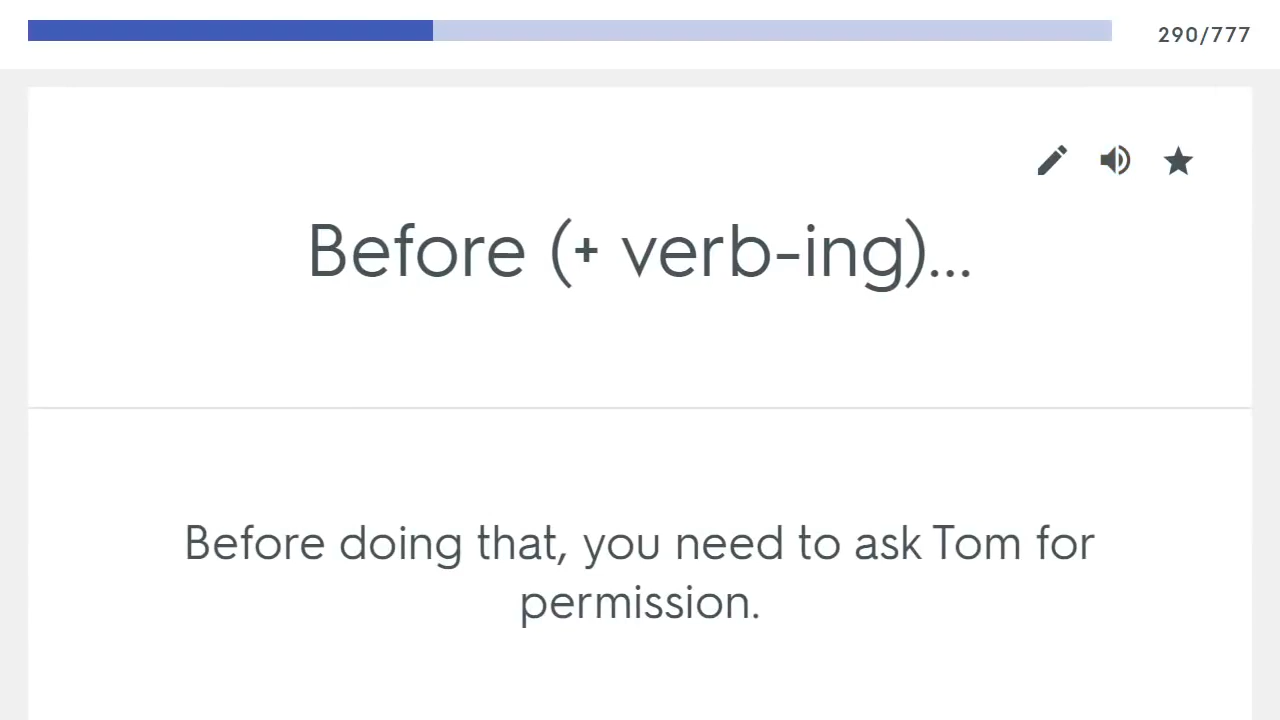 290/777
Before (+ verb-ing)...
Before doing that, you need to ask Tom for
permission.